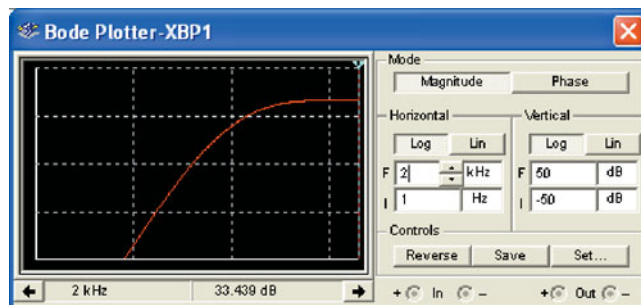 Bode Plotter-XBP1
Mode
Magnitude Phase
Horizontal Vertical
Log Lin Log Lin
F 2 kHz F 50 dB
I 1 Hz I -50 dB
Controls
Reverse Save Set...
2 kHz 33.439 dB
+ In - + Out -